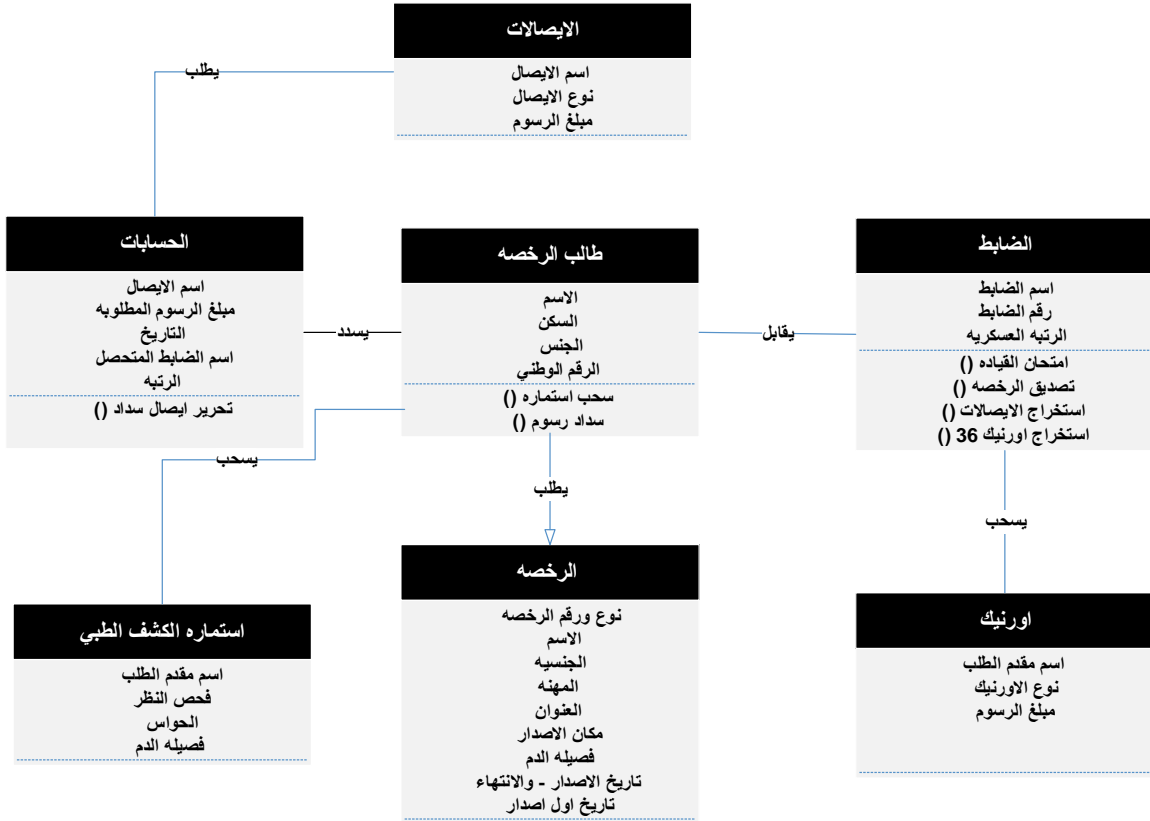 الايصالات
اسم الايصال
نوع الايصال
مبلغ الرسوم
يطلب
الضابط
اسم الضابط
رقم الضابط
الرتبه العسكريه
امتحان القياده ()
تصديق الرخصه ()
استخراج الايصالات ()
استخراج اورنيك 36 ()
يقابل
طالب الرخصه
الاسم
السكن
الجنس
الرقم الوطني
سحب استماره ()
سداد رسوم ()
يسدد
الحسابات
اسم الايصال
مبلغ الرسوم المطلوبه
التاريخ
اسم الضابط المتحصل
الرتبه
تحرير ايصال سداد ()
يسحب
يطلب
يسحب
اورنيك
اسم مقدم الطلب
نوع الاورنيك
مبلغ الرسوم
الرخصه
نوع ورقم الرخصه
الاسم
الجنسيه
المهنه
العنوان
مكان الاصدار
فصيله الدم
تاريخ الاصدار - والانتهاء
تاريخ اول اصدار
استماره الكشف الطبي
اسم مقدم الطلب
فحص النظر
الحواس
فصيله الدم